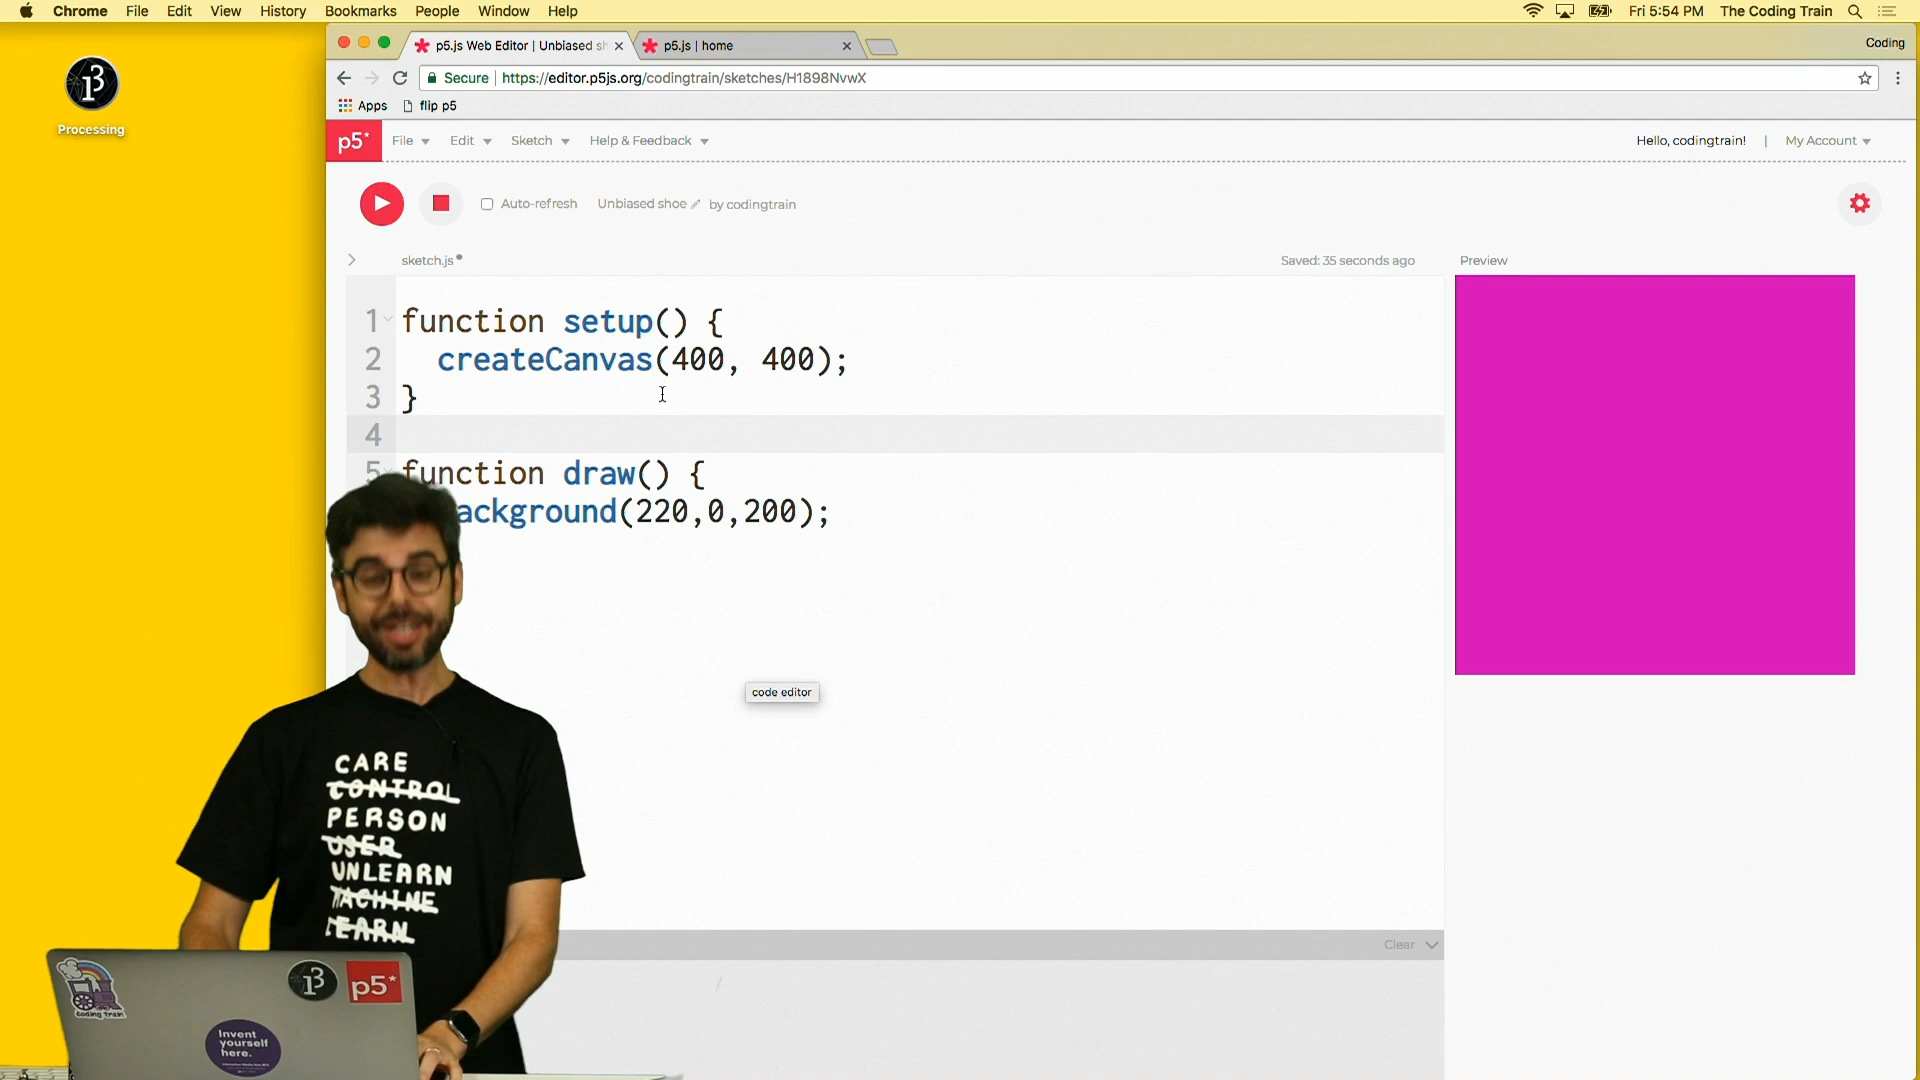 Chrome File Edit View History Bookmarks People Window Help Fri 5:54 PM The Coding Train
Processing
p5.js Web Editor | Unbiased sh p5.js | home Coding
Secure https://editor.p5js.org/codingtrain/sketches/H1898NvwX
Apps flip p5
p5* File Edit Sketch Help & Feedback Hello, codingtrain! | My Account
Auto-refresh Unbiased shoe by codingtrain
sketch.js Saved: 35 seconds ago Preview
1 function setup() {
2 createCanvas(400, 400);
3 }
4
5 function draw() {
ackground(220,0,200);
code editor
CARE
CONTROL
PERSON
USER
UNLEARN
MACHINE
LEARN
Clear
p5*
coding train
Invent
yourself
here.